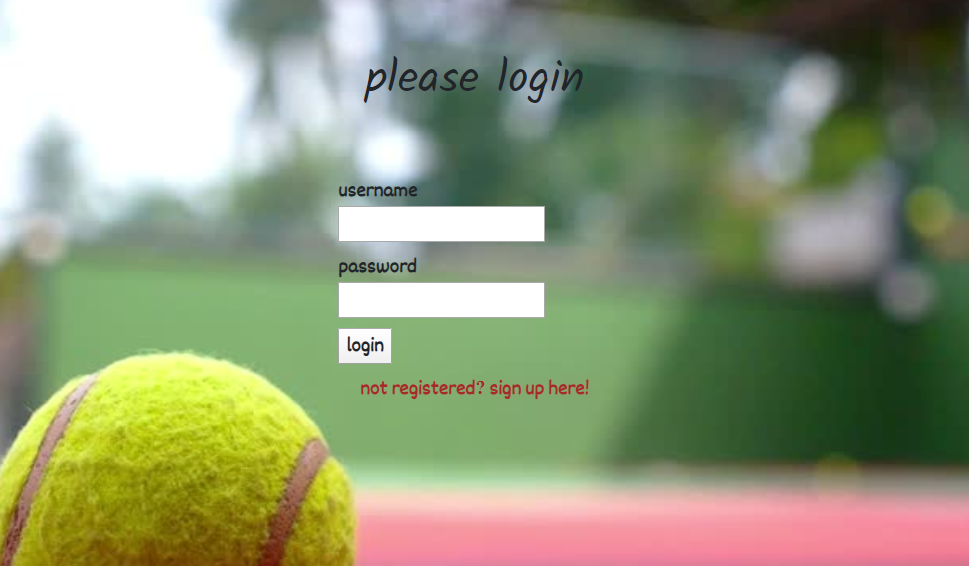 please login
username
password
login
not registered? sign up here!